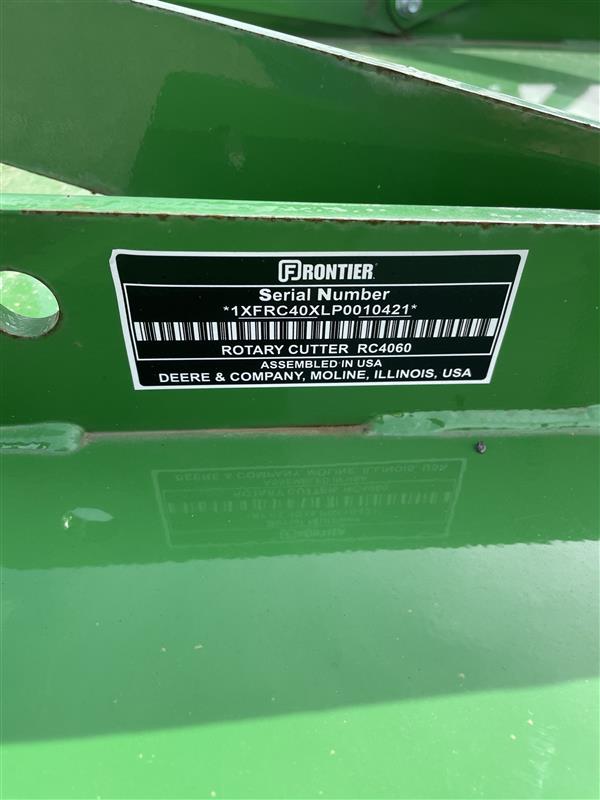 FRONTIER
Serial Number
*1XFRC40XLP0010421*
ROTARY CUTTER RC4060
ASSEMBLED IN USA
DEERE & COMPANY, MOLINE, ILLINOIS, USA